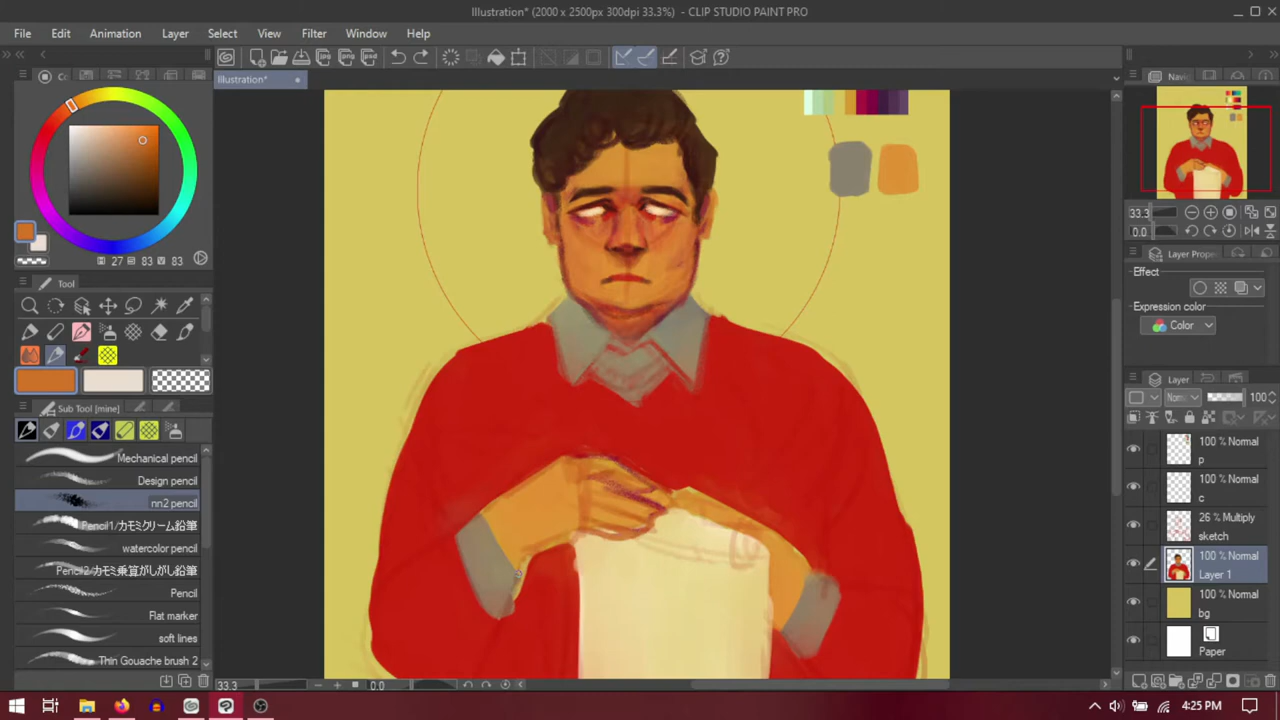 Illustration* (2000 x 2500px 300dpi 33.3%) - CLIP STUDIO PAINT PRO
File Edit Animation Layer Select View Filter Window Help
Illustration*
Navi
33.3
0.0
Layer Prope
Effect
Expression color
Color
27 83 83
Tool
Sub Tool [mine]
Mechanical pencil
Design pencil
nn2 pencil
Pencil1/カモミクリーム鉛筆
watercolor pencil
Pencil2 カモミ乗算がしがし鉛筆
Pencil
Flat marker
soft lines
Thin Gouache brush 2
Layer
Norm 100
100 % Normal
p
100 % Normal
c
26 % Multiply
sketch
100 % Normal
Layer 1
100 % Normal
bg
Paper
33.3 0.0
4:25 PM